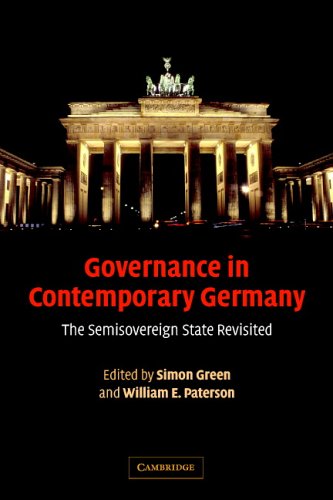 Governance in
Contemporary Germany
The Semisovereign State Revisited
Edited by Simon Green
and William E. Paterson
CAMBRIDGE